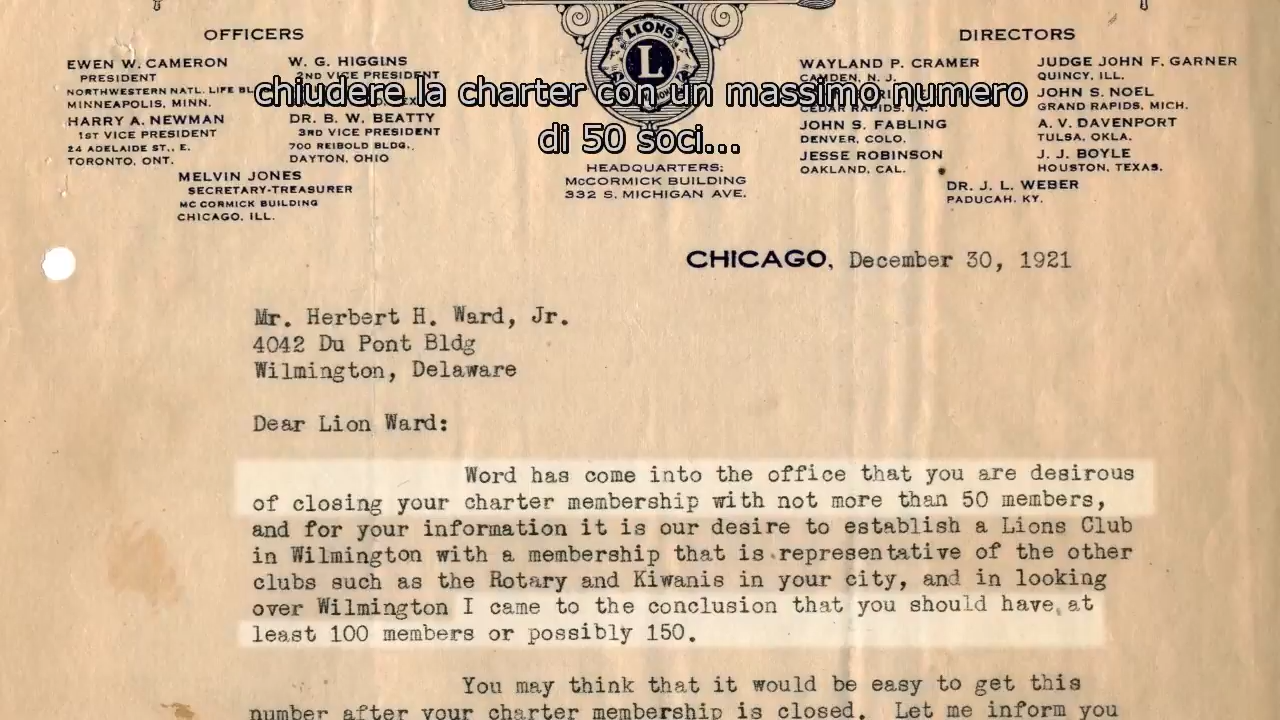 OFFICERS
EWEN W. CAMERON
PRESIDENT
NORTHWESTERN NATL. LIFE
MINNEAPOLIS, MINN.
HARRY A. NEWMAN
1ST VICE PRESIDENT
24 ADELAIDE ST., E.
TORONTO, ONT.
W. G. HIGGINS
2ND VICE PRESIDENT
DR. B. W. BEATTY
3RD VICE PRESIDENT
700 REIBOLD BLDG.,
DAYTON, OHIO
MELVIN JONES
SECRETARY-TREASURER
MC CORMICK BUILDING
CHICAGO, ILL.
LIONS
L
chiudere la charter con un massimo numero
di 50 soci...
HEADQUARTERS:
McCORMICK BUILDING
332 S. MICHIGAN AVE.
DIRECTORS
WAYLAND P. CRAMER
CAMDEN, N. J.
CEDAR RAPIDS, IA.
JOHN S. FABLING
DENVER, COLO.
JESSE ROBINSON
OAKLAND, CAL.
JUDGE JOHN F. GARNER
QUINCY, ILL.
JOHN S. NOEL
GRAND RAPIDS, MICH.
A. V. DAVENPORT
TULSA, OKLA.
J. J. BOYLE
HOUSTON, TEXAS.
DR. J. L. WEBER
PADUCAH, KY.
CHICAGO, December 30, 1921
Mr. Herbert H. Ward, Jr.
4042 Du Pont Bldg
Wilmington, Delaware
Dear Lion Ward:
Word has come into the office that you are desirous
of closing your charter membership with not more than 50 members,
and for your information it is our desire to establish a Lions Club
in Wilmington with a membership that is representative of the other
clubs such as the Rotary and Kiwanis in your city, and in looking
over Wilmington I came to the conclusion that you should have at
least 100 members or possibly 150.
You may think that it would be easy to get this
number after your charter membership is closed. Let me inform you